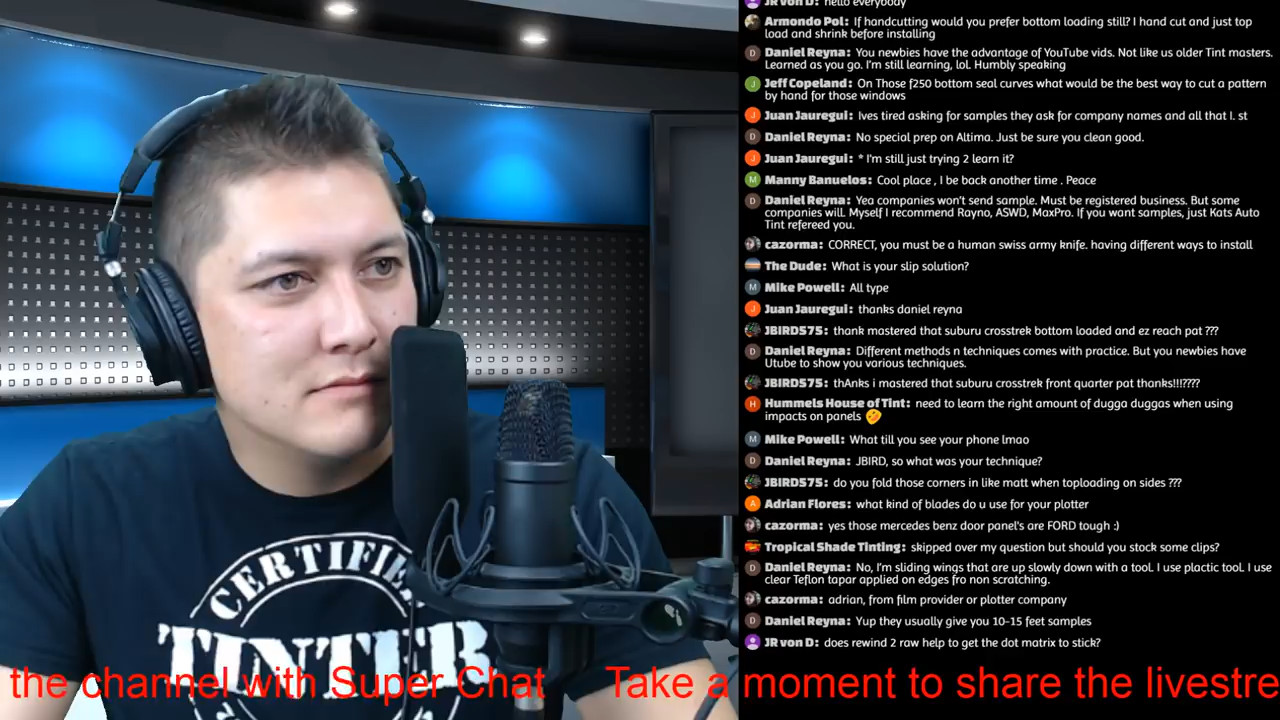 JR von D: hello everybody
Armondo Pol: If handcutting would you prefer bottom loading still? I hand cut and just top
load and shrink before installing
Daniel Reyna: You newbies have the advantage of YouTube vids. Not like us older Tint masters.
Learned as you go. I'm still learning, lol. Humbly speaking
Jeff Copeland: On Those f250 bottom seal curves what would be the best way to cut a pattern
by hand for those windows
Juan Jauregui: Ives tired asking for samples they ask for company names and all that I. st
Daniel Reyna: No special prep on Altima. Just be sure you clean good.
Juan Jauregui: * I'm still just trying 2 learn it?
Manny Banuelos: Cool place , I be back another time . Peace
Daniel Reyna: Yea companies won't send sample. Must be registered business. But some
companies will. Myself I recommend Rayno, ASWD, MaxPro. If you want samples, just Kats Auto
Tint refereed you.
cazorma: CORRECT, you must be a human swiss army knife. having different ways to install
The Dude: What is your slip solution?
Mike Powell: All type
Juan Jauregui: thanks daniel reyna
JBIRD575: thank mastered that suburu crosstrek bottom loaded and ez reach pat ???
Daniel Reyna: Different methods n techniques comes with practice. But you newbies have
Utube to show you various techniques.
JBIRD575: thAnks i mastered that suburu crosstrek front quarter pat thanks!!!????
Hummels House of Tint: need to learn the right amount of dugga duggas when using
impacts on panels 🤣
Mike Powell: What till you see your phone lmao
Daniel Reyna: JBIRD, so what was your technique?
JBIRD575: do you fold those corners in like matt when toploading on sides ???
Adrian Flores: what kind of blades do u use for your plotter
cazorma: yes those mercedes benz door panel's are FORD tough :)
Tropical Shade Tinting: skipped over my question but should you stock some clips?
Daniel Reyna: No, I'm sliding wings that are up slowly down with a tool. I use plactic tool. I use
clear Teflon tapar applied on edges fro non scratching.
cazorma: adrian, from film provider or plotter company
Daniel Reyna: Yup they usually give you 10-15 feet samples
JR von D: does rewind 2 raw help to get the dot matrix to stick?
CERTIFIED
TINTER
the channel with Super Chat Take a moment to share the livestre